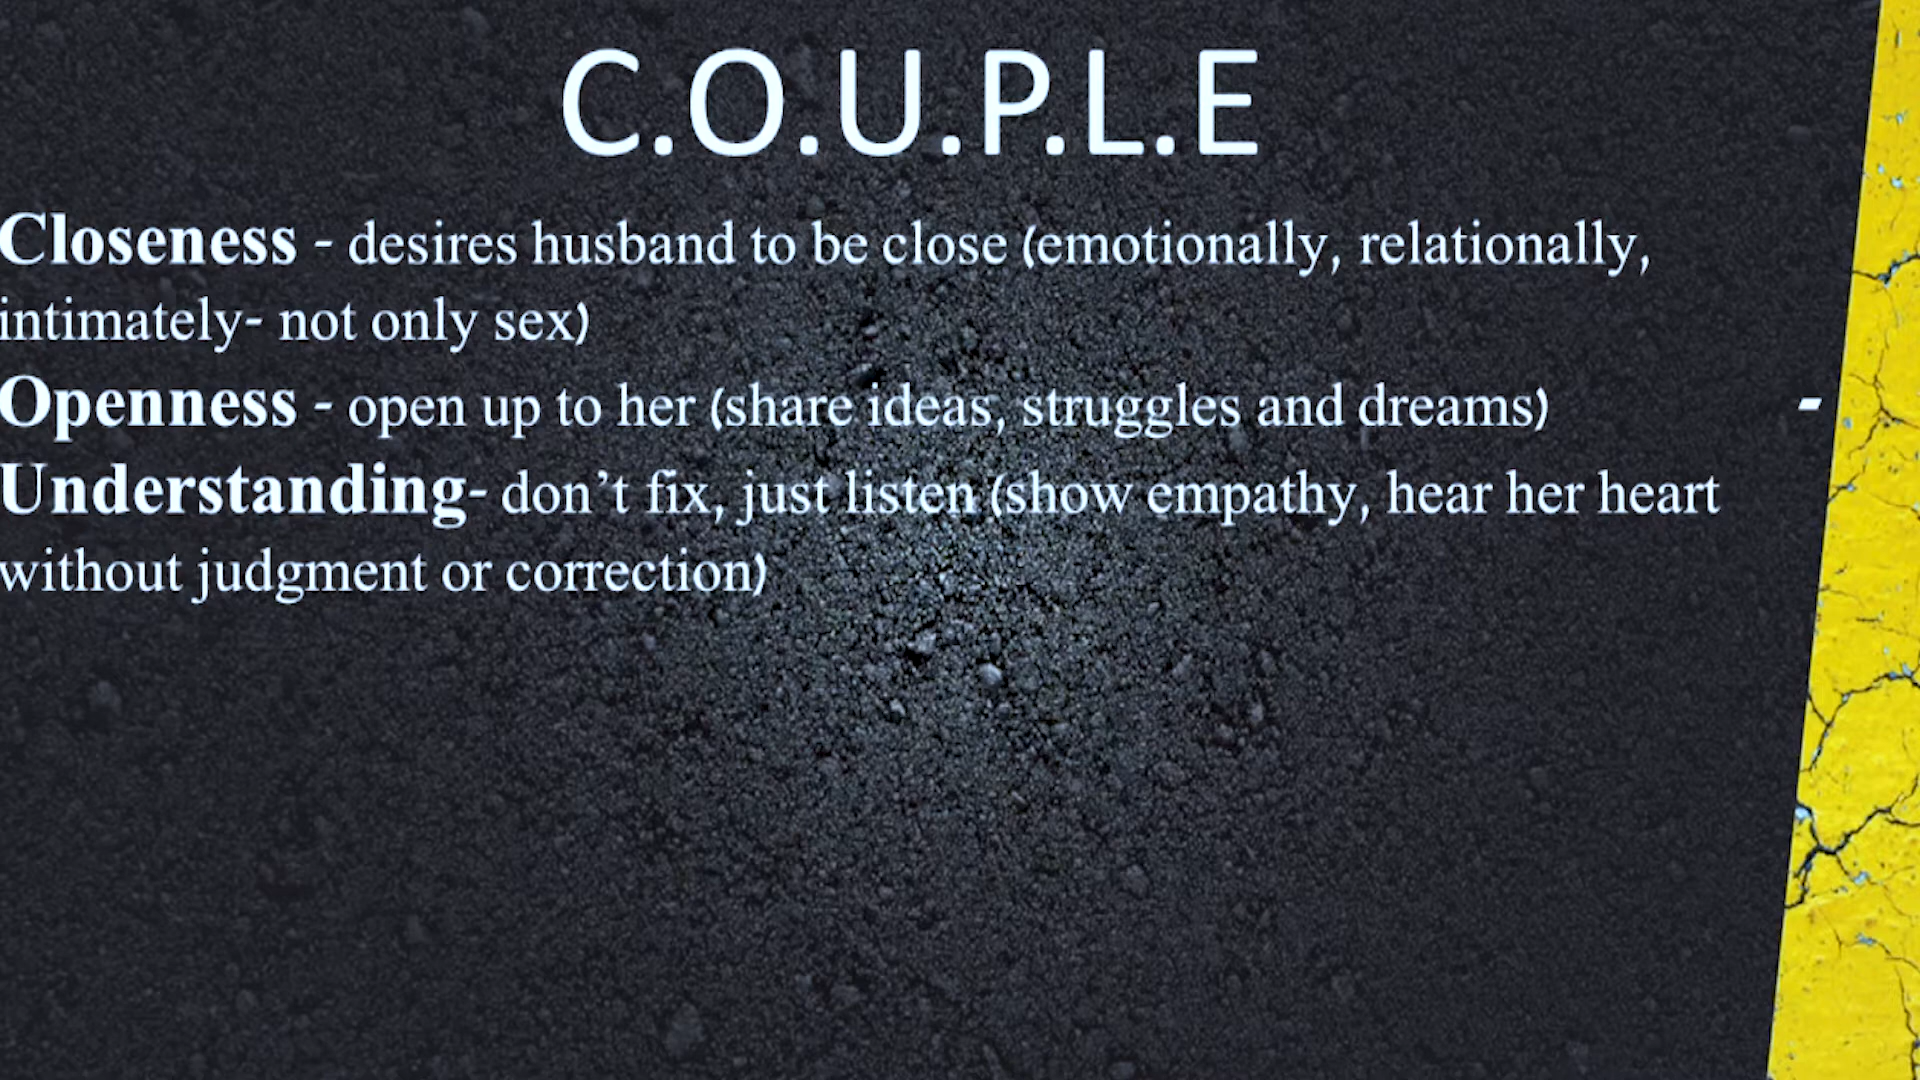 C.O.U.P.L.E
Closeness - desires husband to be close (emotionally, relationally,
intimately- not only sex)
Openness - open up to her (share ideas, struggles and dreams) -
Understanding- don’t fix, just listen (show empathy, hear her heart
without judgment or correction)